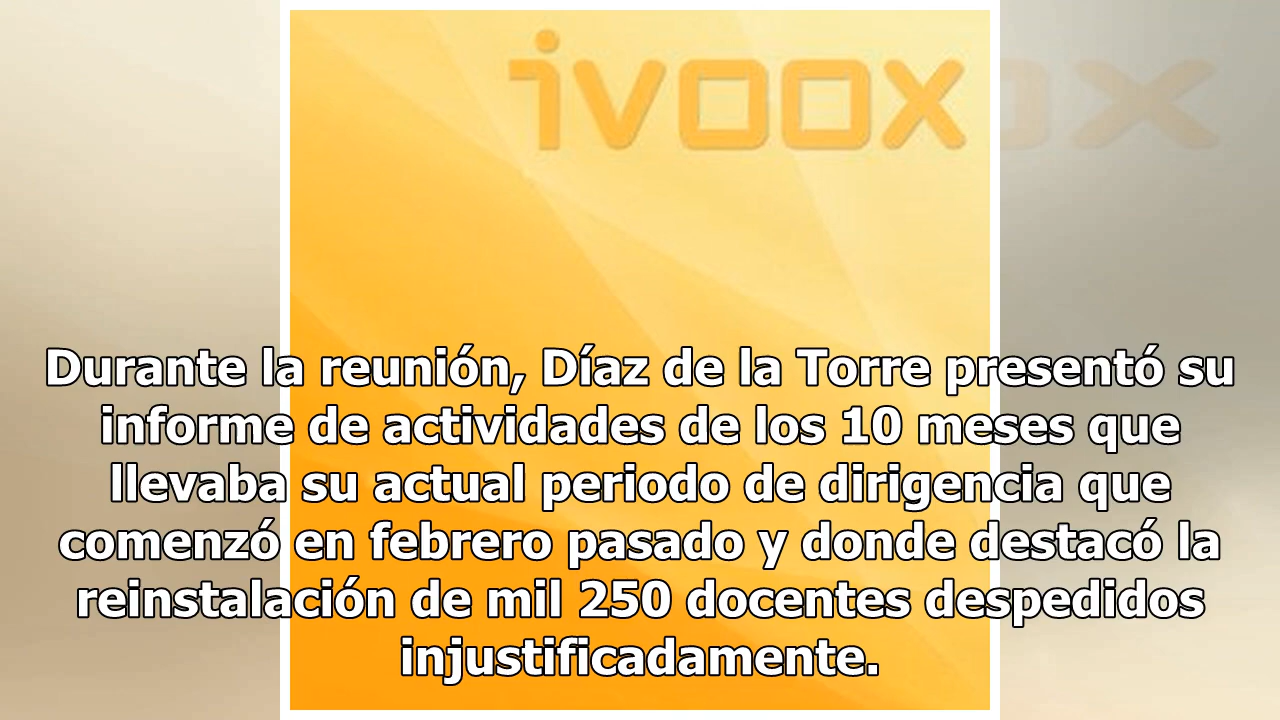 ivoox
Durante la reunión, Díaz de la Torre presentó su
informe de actividades de los 10 meses que
llevaba su actual periodo de dirigencia que
comenzó en febrero pasado y donde destacó la
reinstalación de mil 250 docentes despedidos
injustificadamente.